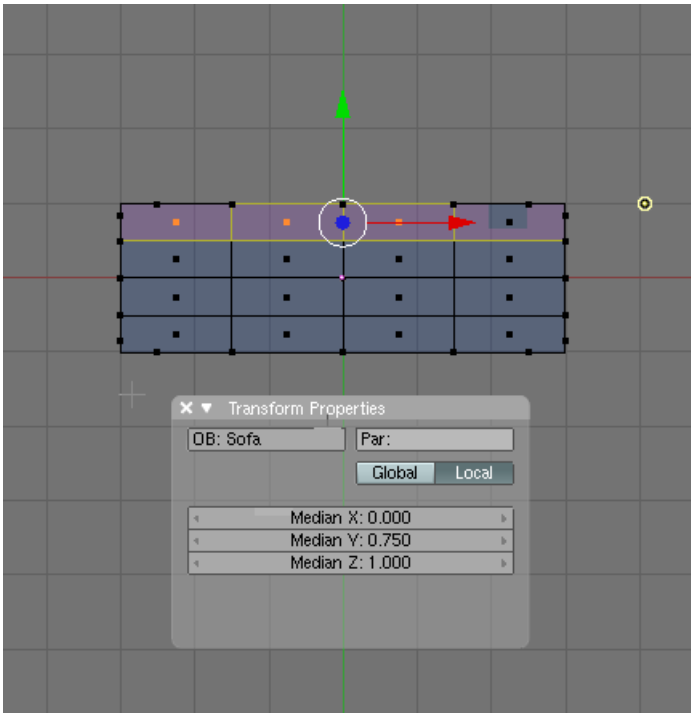 Transform Properties
OB: Sofa Par:
Global Local
Median X: 0.000
Median Y: 0.750
Median Z: 1.000